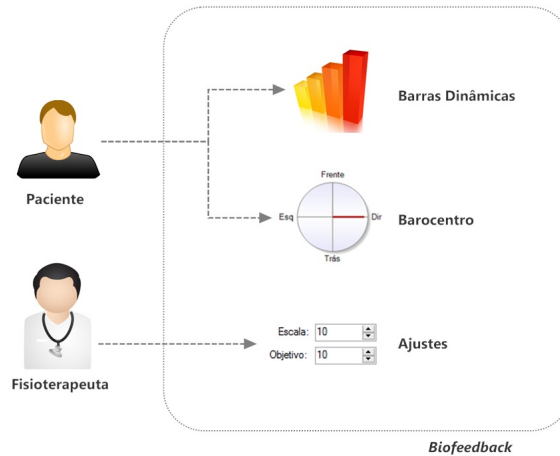 Barras Dinâmicas
Paciente
Frente
Esq
Dir
Barocentro
Trás
Escala: 10
Ajustes
Objetivo: 10
Fisioterapeuta
Biofeedback